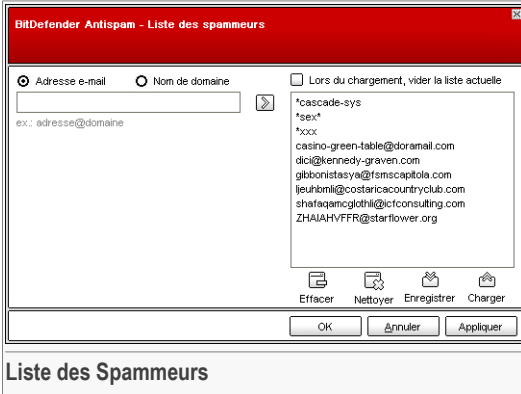 BitDefender Antispam - Liste des spammeurs
Adresse e-mail
Nom de domaine
ex.: adresse@domaine
Lors du chargement, vider la liste actuelle
*cascade-sys
*sex*
*xxx
casino-green-table@doramail.com
dici@kennedy-graven.com
gibbonistasya@fsmscapitola.com
ljeuhbmli@costaricacountryclub.com
shafaqamcglothli@icfconsulting.com
ZHAIAHVFFR@starflower.org
Effacer
Nettoyer
Enregistrer
Charger
OK
Annuler
Appliquer
Liste des Spammeurs